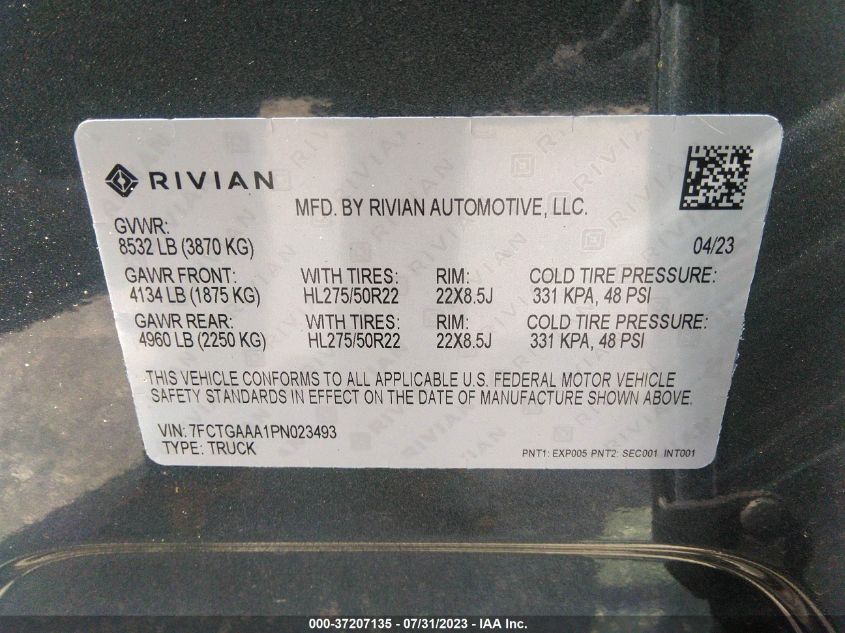 RIVIAN
MFD. BY RIVIAN AUTOMOTIVE, LLC.
GVWR:
8532 LB (3870 KG)
04/23
GAWR FRONT: WITH TIRES: RIM: COLD TIRE PRESSURE:
4134 LB (1875 KG) HL275/50R22 22X8.5J 331 KPA, 48 PSI
GAWR REAR: WITH TIRES: RIM: COLD TIRE PRESSURE:
4960 LB (2250 KG) HL275/50R22 22X8.5J 331 KPA, 48 PSI
THIS VEHICLE CONFORMS TO ALL APPLICABLE U.S. FEDERAL MOTOR VEHICLE
SAFETY STANDARDS IN EFFECT ON THE DATE OF MANUFACTURE SHOWN ABOVE.
VIN: 7FCTGAAA1PN023493
TYPE: TRUCK
PNT1: EXP005 PNT2: SEC001 INT001
000-37207135 - 07/31/2023 - IAA Inc.